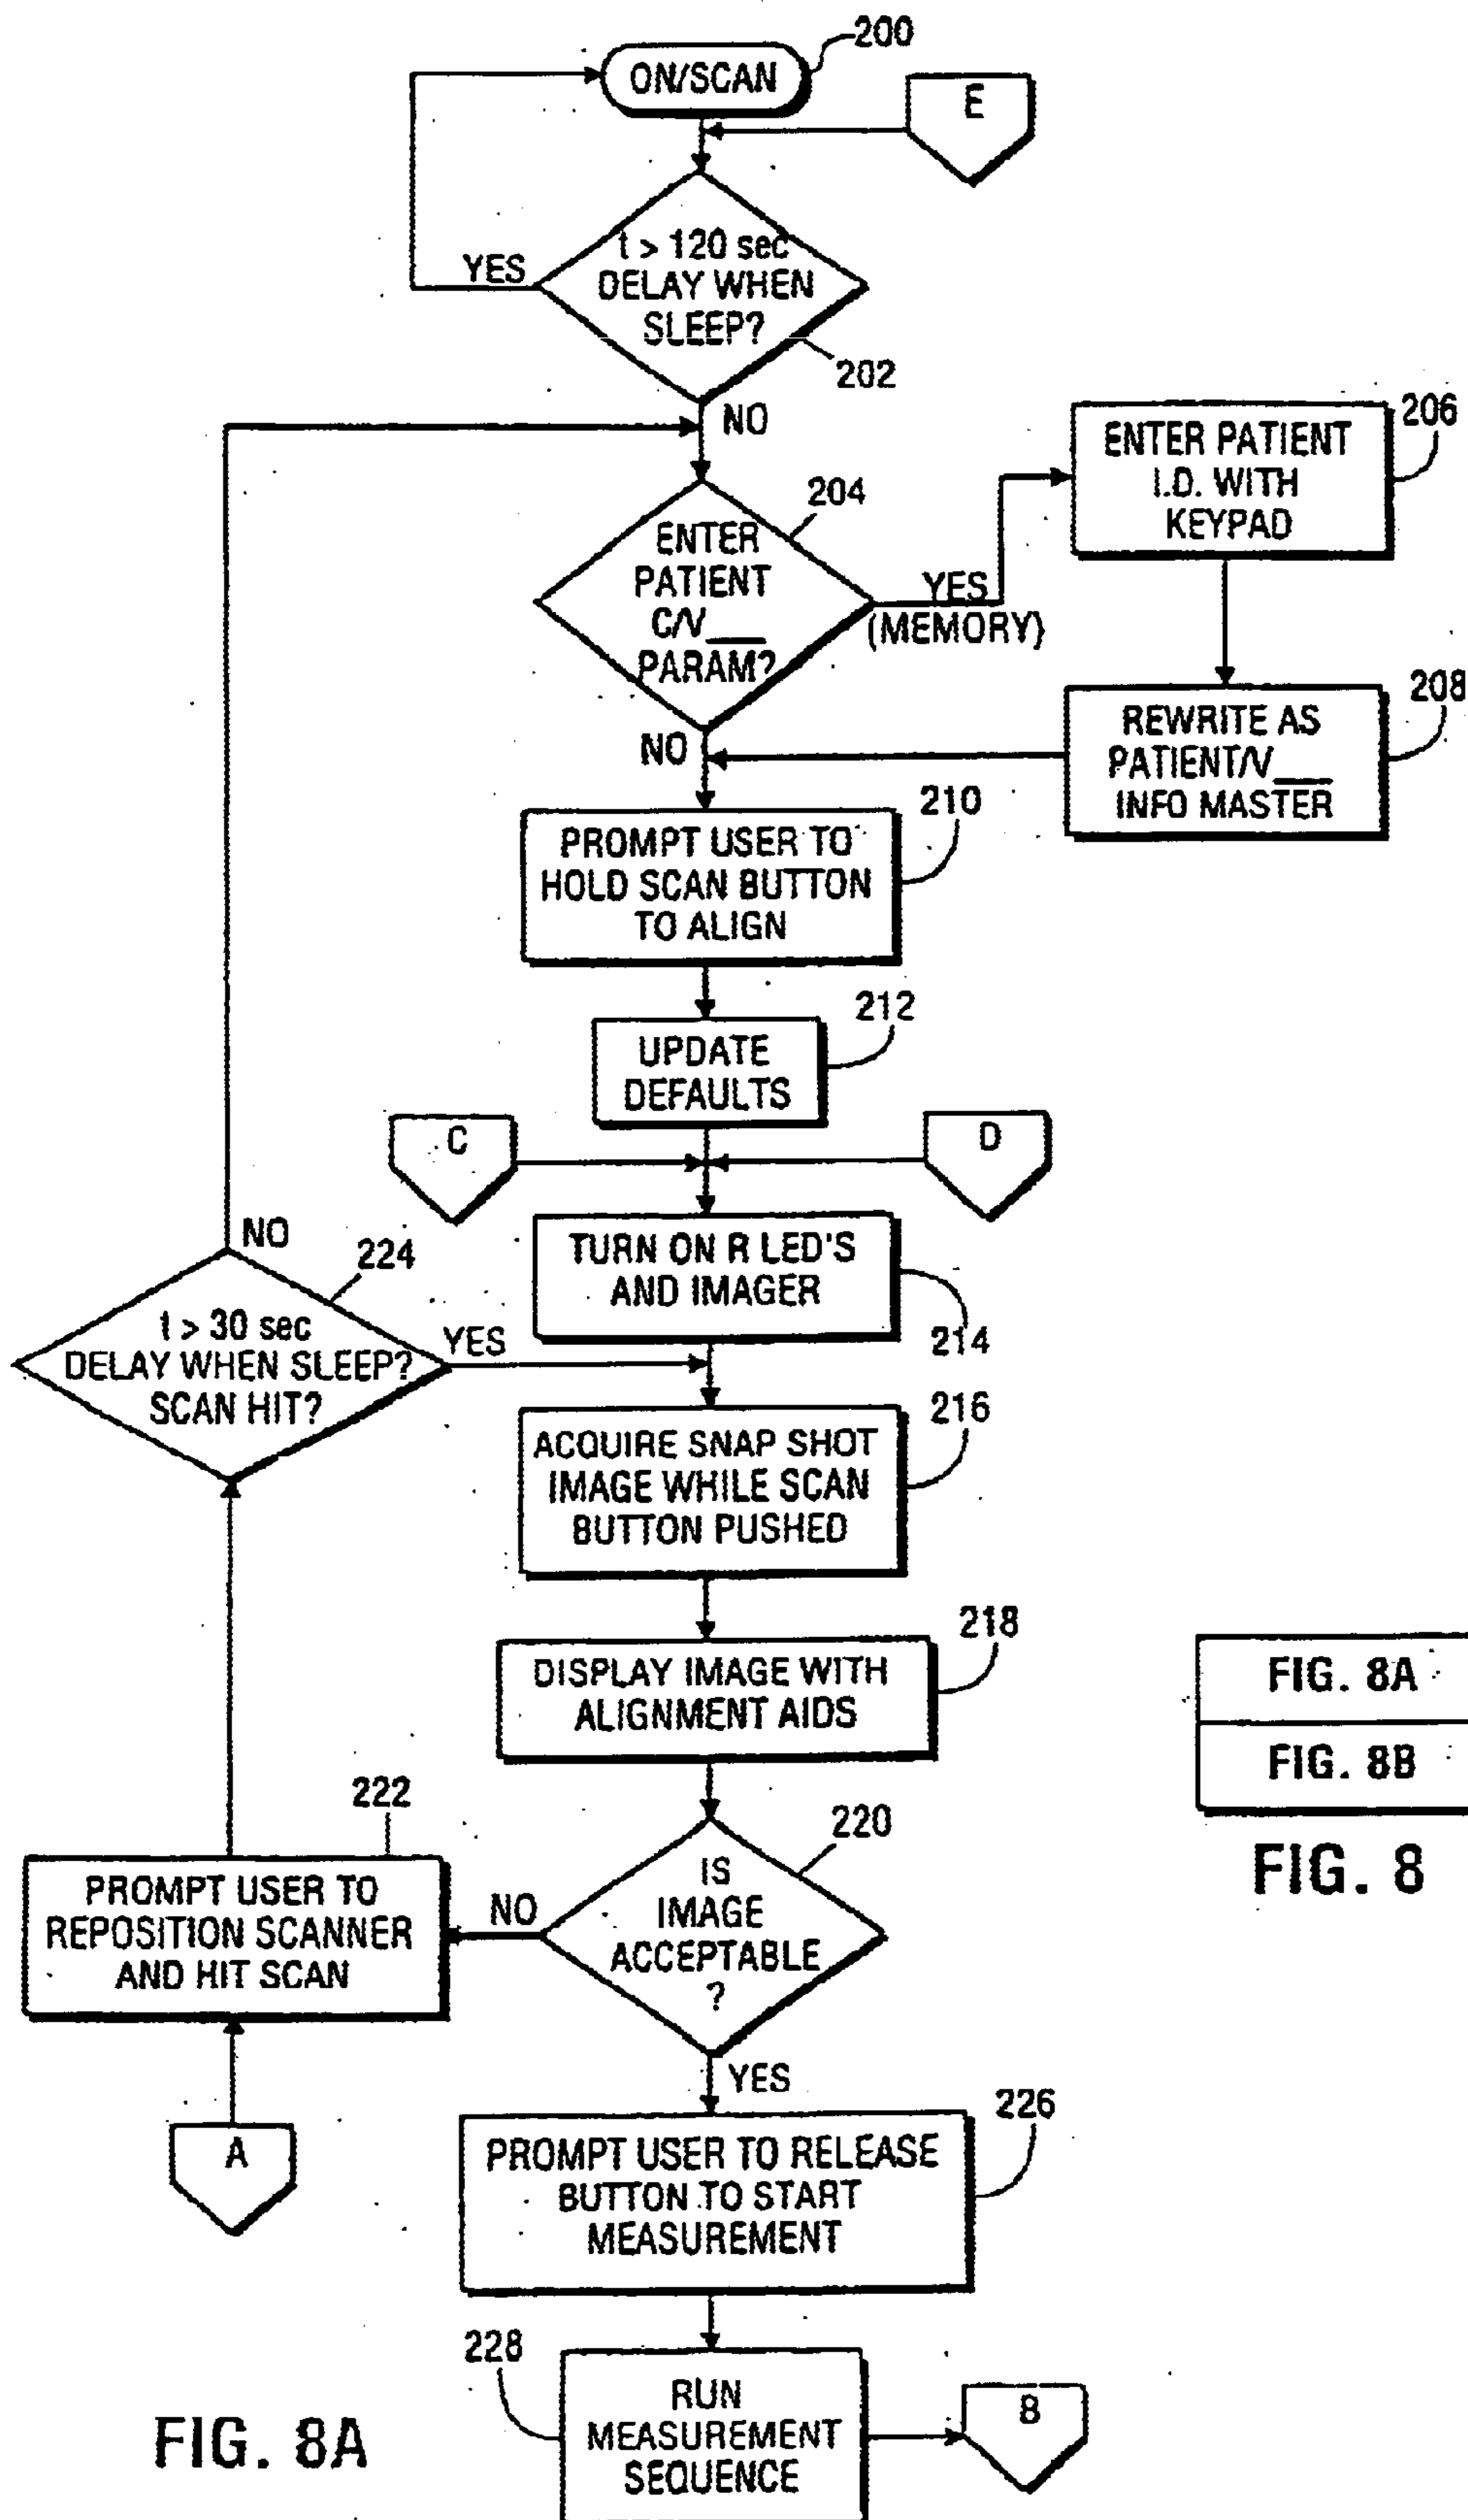 200
ON/SCAN
E
t > 120 sec
DELAY WHEN
SLEEP?
YES
202
NO
206
ENTER PATIENT
I.D. WITH
KEYPAD
204
ENTER
PATIENT
C/V___
PARAM?
YES
(MEMORY)
208
REWRITE AS
PATIENT/V___
INFO MASTER
NO
210
PROMPT USER TO
HOLD SCAN BUTTON
TO ALIGN
212
UPDATE
DEFAULTS
C
D
TURN ON R LED'S
AND IMAGER
214
NO
224
t > 30 sec
DELAY WHEN SLEEP?
SCAN HIT?
YES
216
ACQUIRE SNAP SHOT
IMAGE WHILE SCAN
BUTTON PUSHED
218
DISPLAY IMAGE WITH
ALIGNMENT AIDS
FIG. 8A
FIG. 8B
FIG. 8
222
PROMPT USER TO
REPOSITION SCANNER
AND HIT SCAN
220
IS
IMAGE
ACCEPTABLE
?
NO
YES
A
226
PROMPT USER TO RELEASE
BUTTON TO START
MEASUREMENT
228
RUN
MEASUREMENT
SEQUENCE
8
FIG. 8A